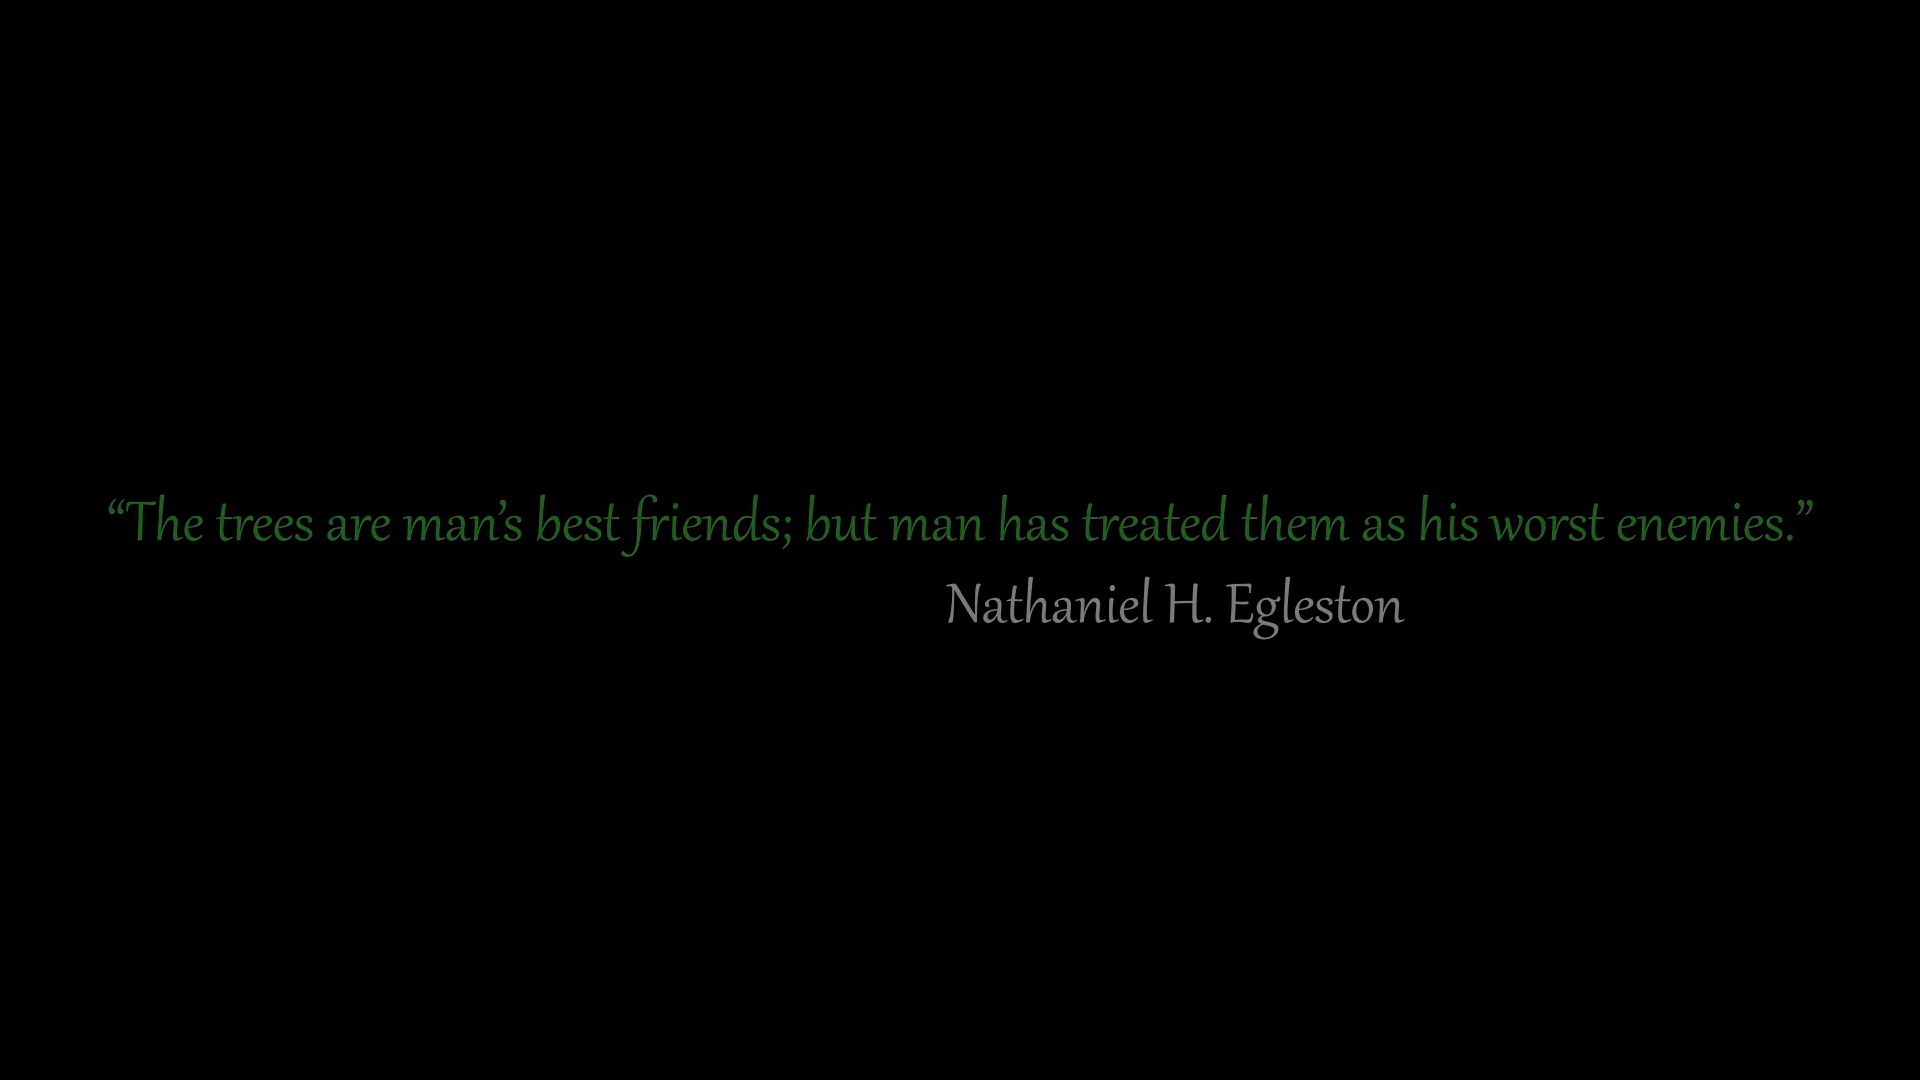 “The trees are man’s best friends; but man has treated them as his worst enemies.”
Nathaniel H. Egleston